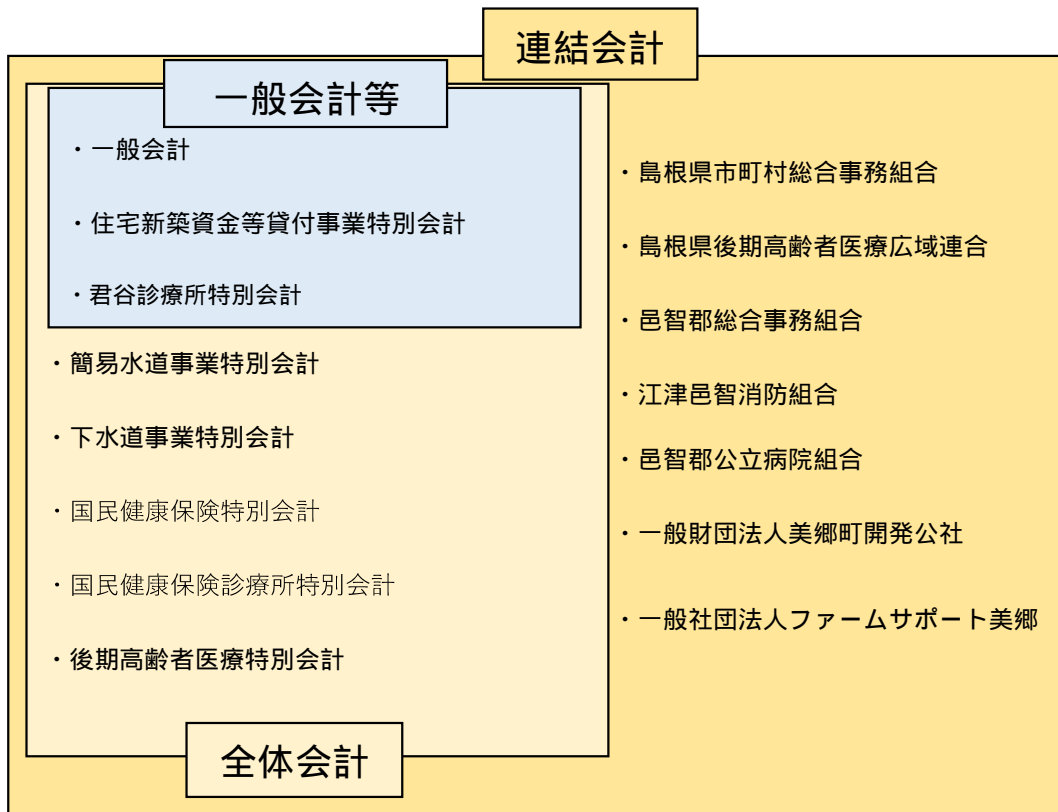 連結会計
一般会計等
・一般会計
・住宅新築資金等貸付事業特別会計
・君谷診療所特別会計
・簡易水道事業特別会計
・下水道事業特別会計
・国民健康保険特別会計
・国民健康保険診療所特別会計
・後期高齢者医療特別会計
全体会計
・島根県市町村総合事務組合
・島根県後期高齢者医療広域連合
・邑智郡総合事務組合
・江津邑智消防組合
・邑智郡公立病院組合
・一般財団法人美郷町開発公社
・一般社団法人ファームサポート美郷